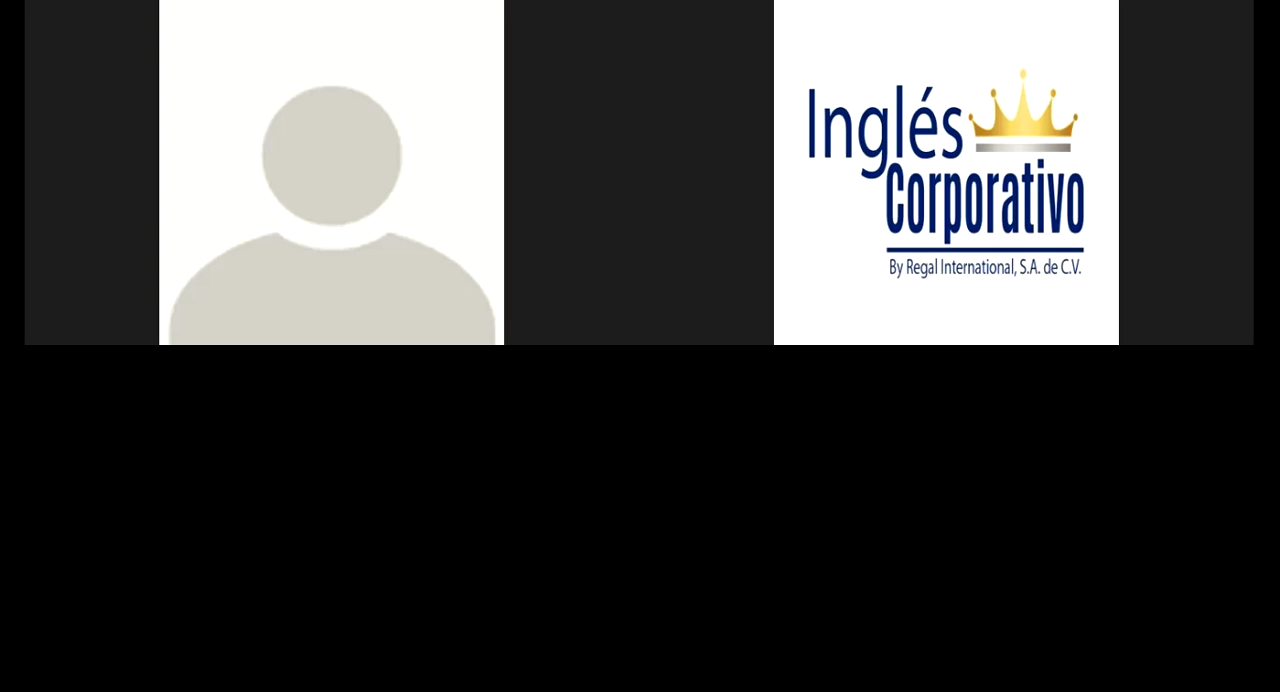 Inglés
Corporativo
By Regal International, S.A. de C.V.